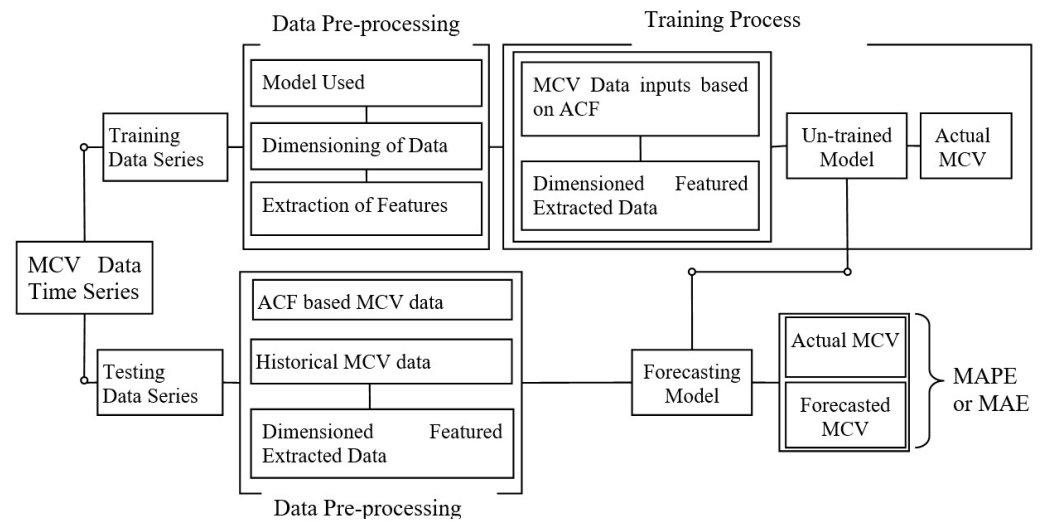 Data Pre-processing
Training Process
Model Used
Dimensioning of Data
Extraction of Features
MCV Data inputs based
on ACF
Dimensioned Featured
Extracted Data
Training
Data Series
Un-trained
Model
Actual
MCV
MCV Data
Time Series
ACF based MCV data
Historical MCV data
Dimensioned Featured
Extracted Data
Testing
Data Series
Forecasting
Model
Actual MCV
Forecasted
MCV
MAPE
or MAE
Data Pre-processing